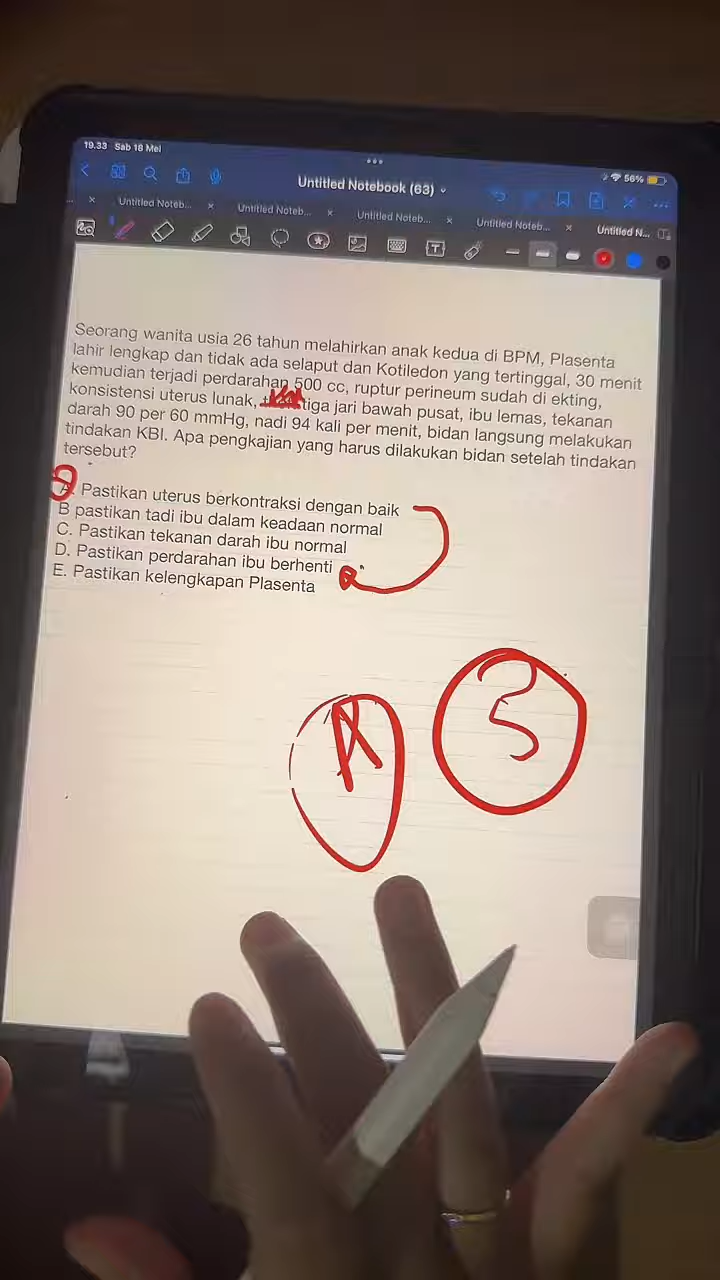 19.33 Sab 18 Mei
56%
Untitled Notebook (63)
Untitled Noteb...
Untitled Noteb...
Untitled Noteb...
Untitled Noteb...
Untitled N...
Seorang wanita usia 26 tahun melahirkan anak kedua di BPM, Plasenta
lahir lengkap dan tidak ada selaput dan Kotiledon yang tertinggal, 30 menit
kemudian terjadi perdarahan 500 cc, ruptur perineum sudah di ekting,
konsistensi uterus lunak, tiga jari bawah pusat, ibu lemas, tekanan
darah 90 per 60 mmHg, nadi 94 kali per menit, bidan langsung melakukan
tindakan KBI. Apa pengkajian yang harus dilakukan bidan setelah tindakan
tersebut?
A. Pastikan uterus berkontraksi dengan baik
B pastikan tadi ibu dalam keadaan normal
C. Pastikan tekanan darah ibu normal
D. Pastikan perdarahan ibu berhenti
E. Pastikan kelengkapan Plasenta
A
3